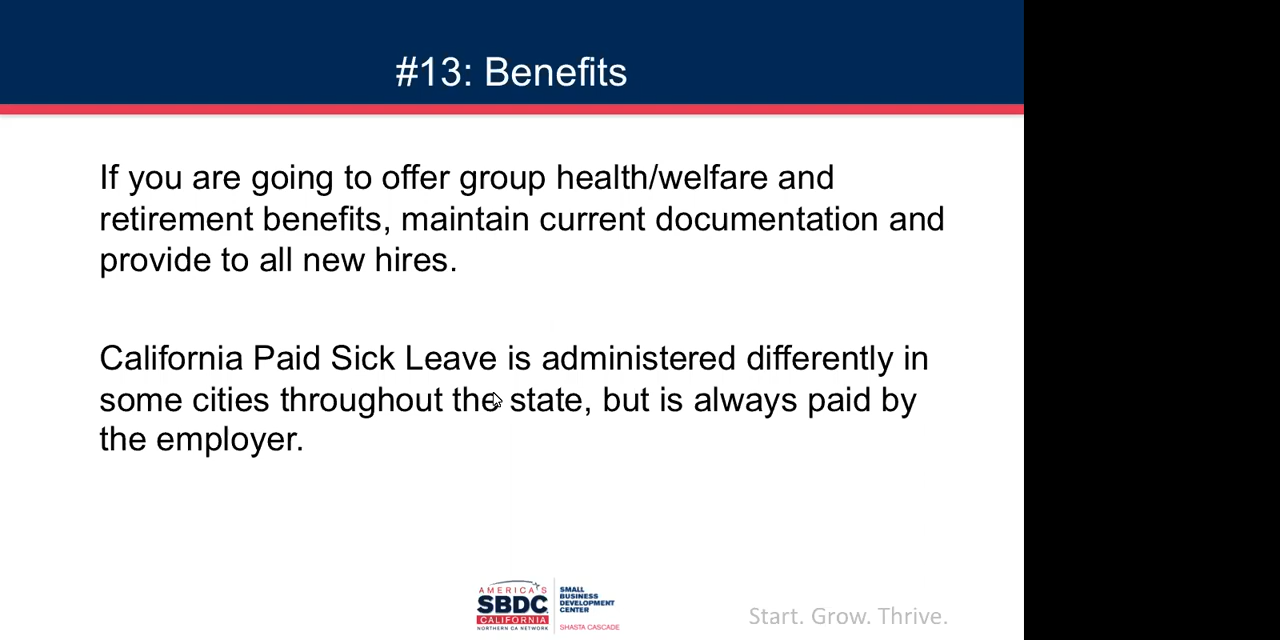 #13: Benefits
If you are going to offer group health/welfare and
retirement benefits, maintain current documentation and
provide to all new hires.
California Paid Sick Leave is administered differently in
some cities throughout the state, but is always paid by
the employer.
AMERICA'S
SBDC
CALIFORNIA
NORTHERN CA NETWORK
SMALL
BUSINESS
DEVELOPMENT
CENTER
SHASTA CASCADE
Start. Grow. Thrive.